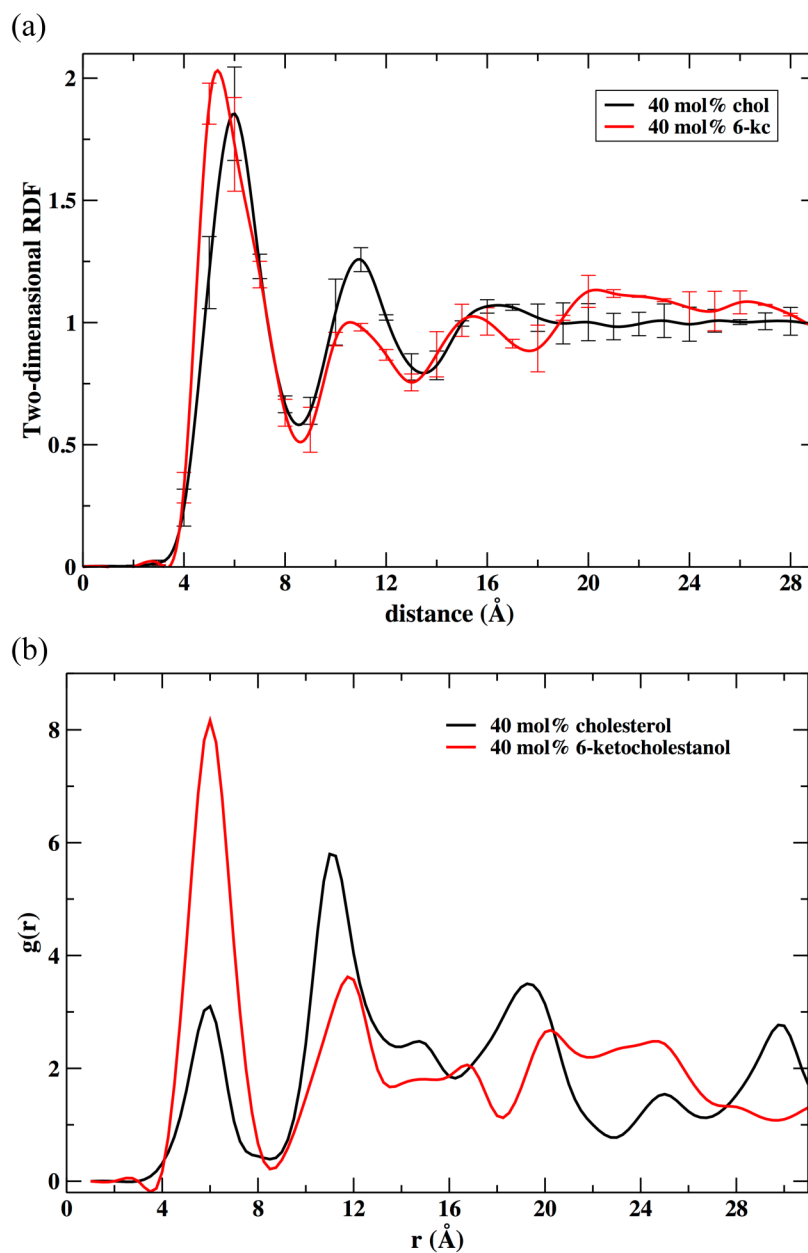 (a)
2
1.5
1
0.5
0
40 mol% chol
40 mol% 6-kc
Two-dimenasional RDF
0 4 8 12 16 20 24 28
distance (Å)
(b)
8
6
4
2
0
40 mol% cholesterol
40 mol% 6-ketocholestanol
g(r)
0 4 8 12 16 20 24 28
r (Å)